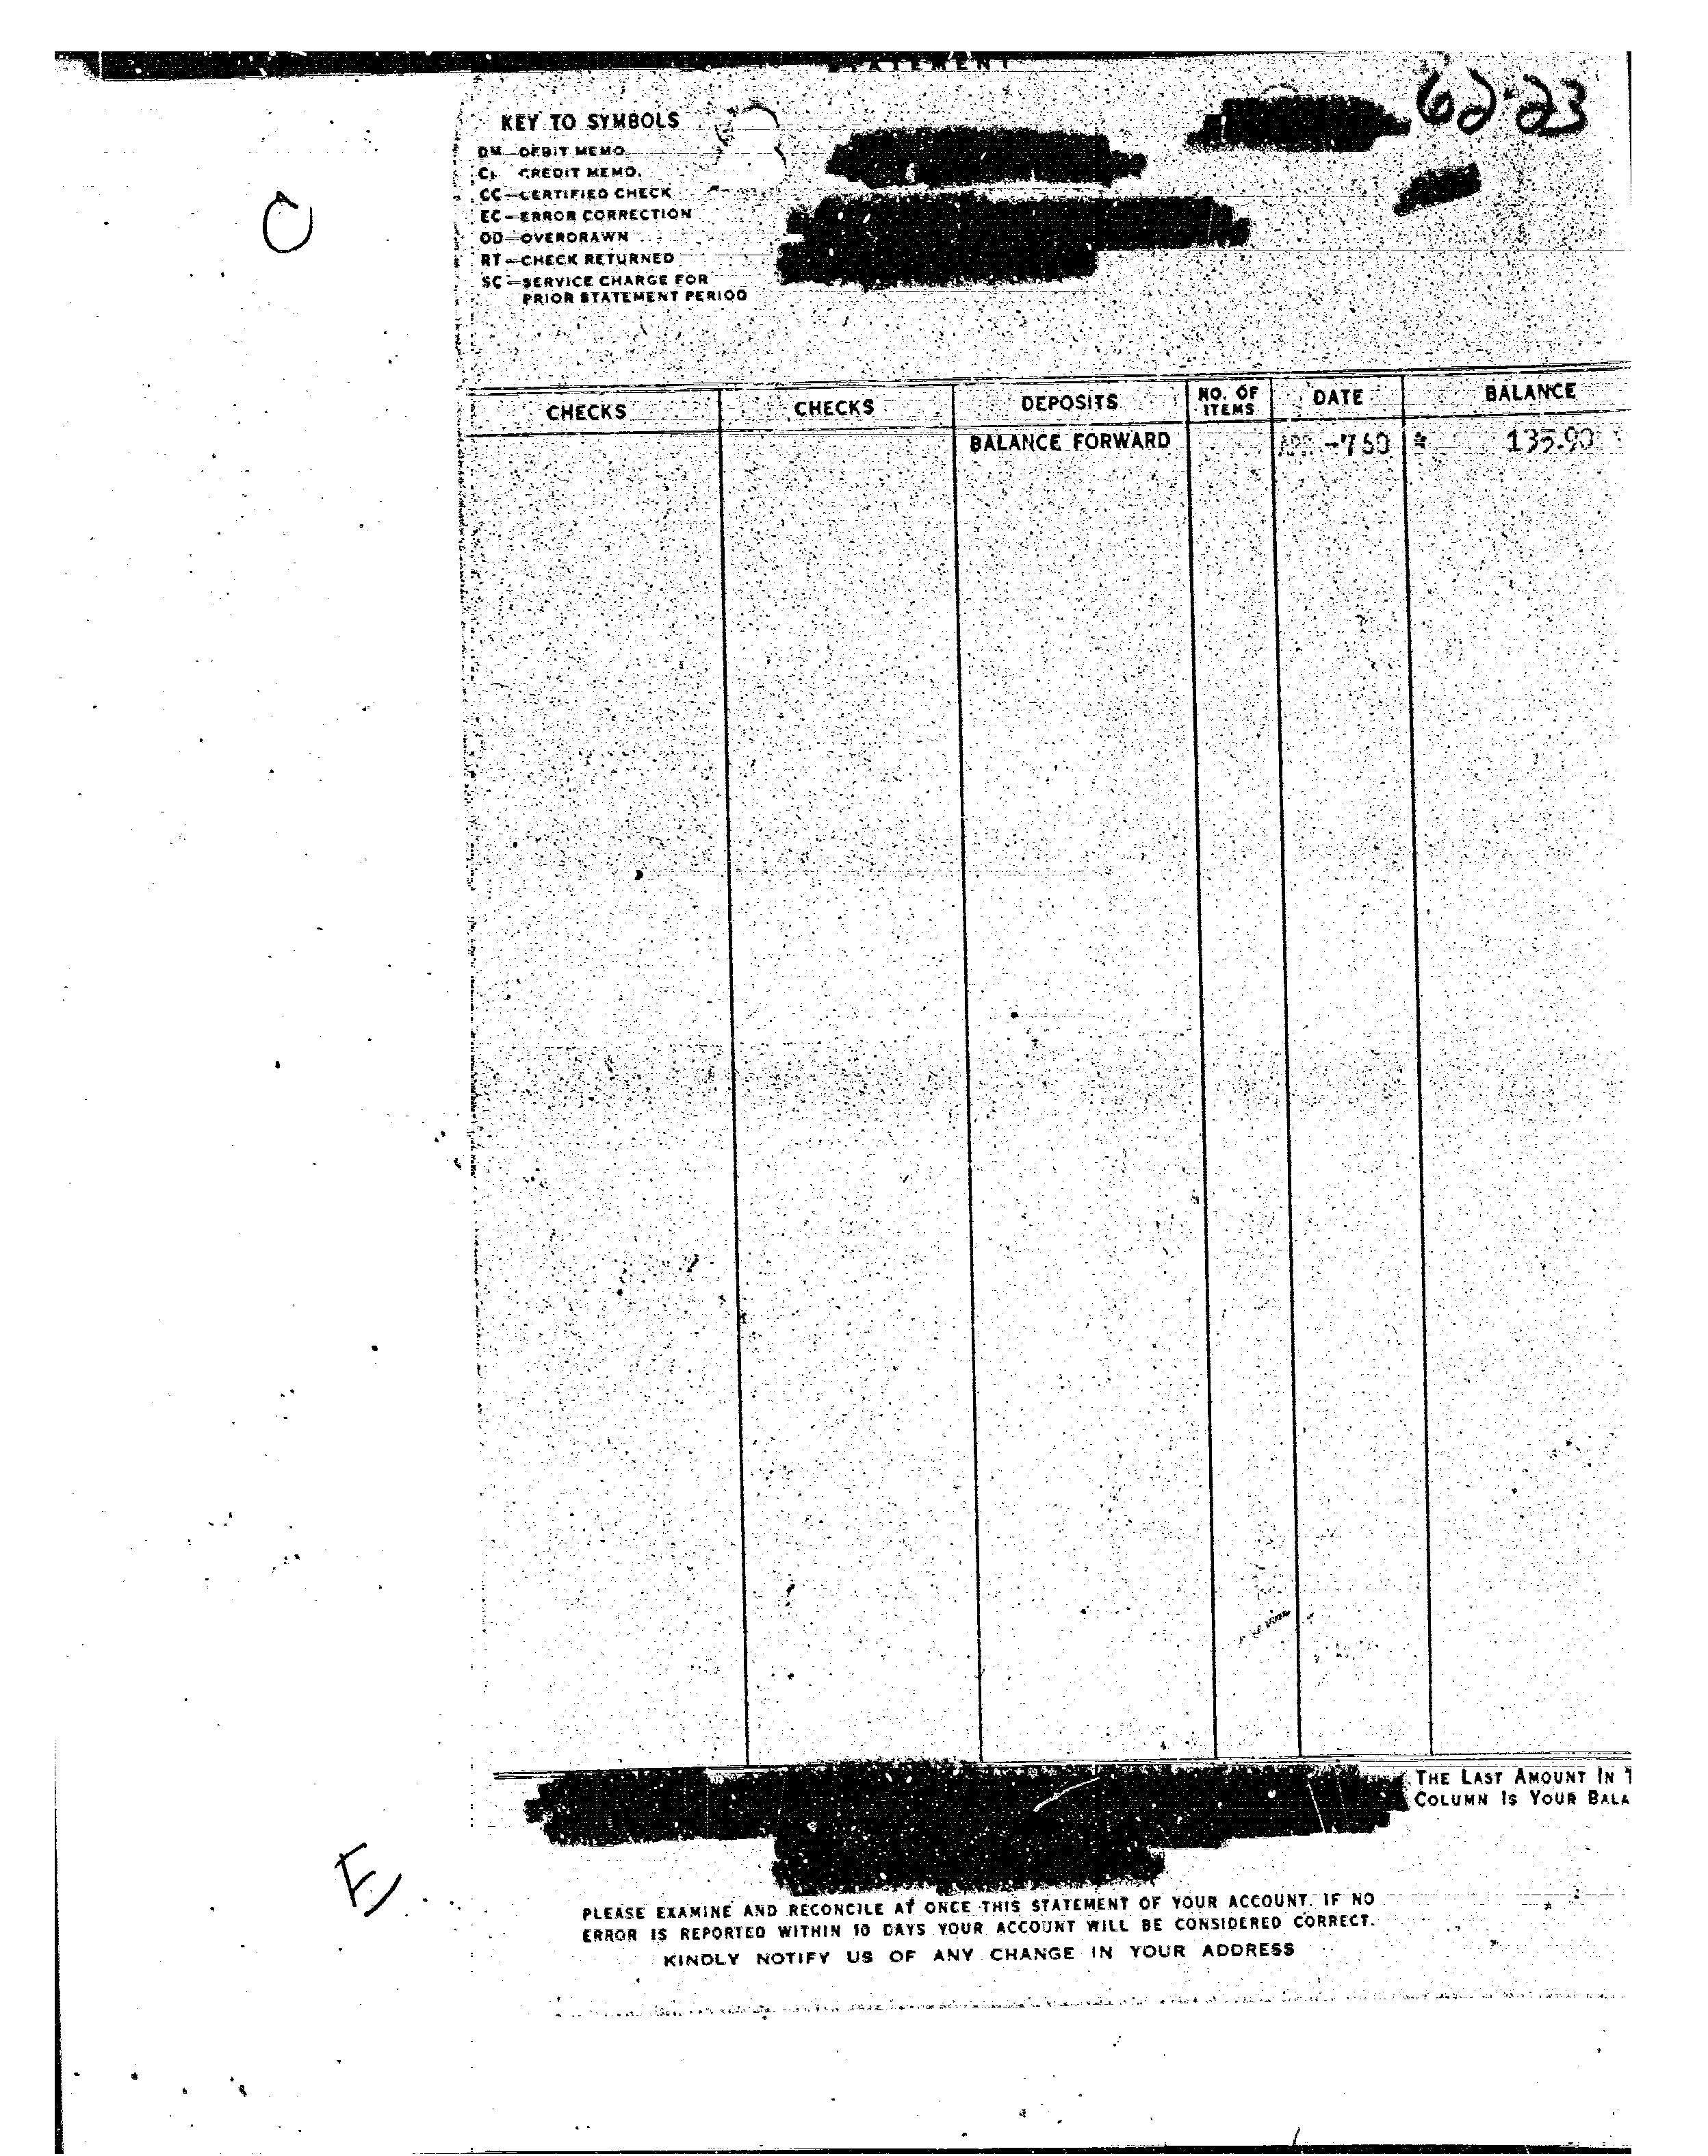 STATEMENT
62-23
KEY TO SYMBOLS
DM—DEBIT MEMO.
CREDIT MEMO.
CC—CERTIFIED CHECK
EC—ERROR CORRECTION
OD—OVERDRAWN
RT—CHECK RETURNED
SC—SERVICE CHARGE FOR
PRIOR STATEMENT PERIOD
CHECKS CHECKS DEPOSITS NO. OF ITEMS DATE BALANCE
BALANCE FORWARD APR -7 60 * 135.90
THE LAST AMOUNT IN
COLUMN IS YOUR BALA
PLEASE EXAMINE AND RECONCILE AT ONCE THIS STATEMENT OF YOUR ACCOUNT. IF NO
ERROR IS REPORTED WITHIN 10 DAYS YOUR ACCOUNT WILL BE CONSIDERED CORRECT.
KINDLY NOTIFY US OF ANY CHANGE IN YOUR ADDRESS